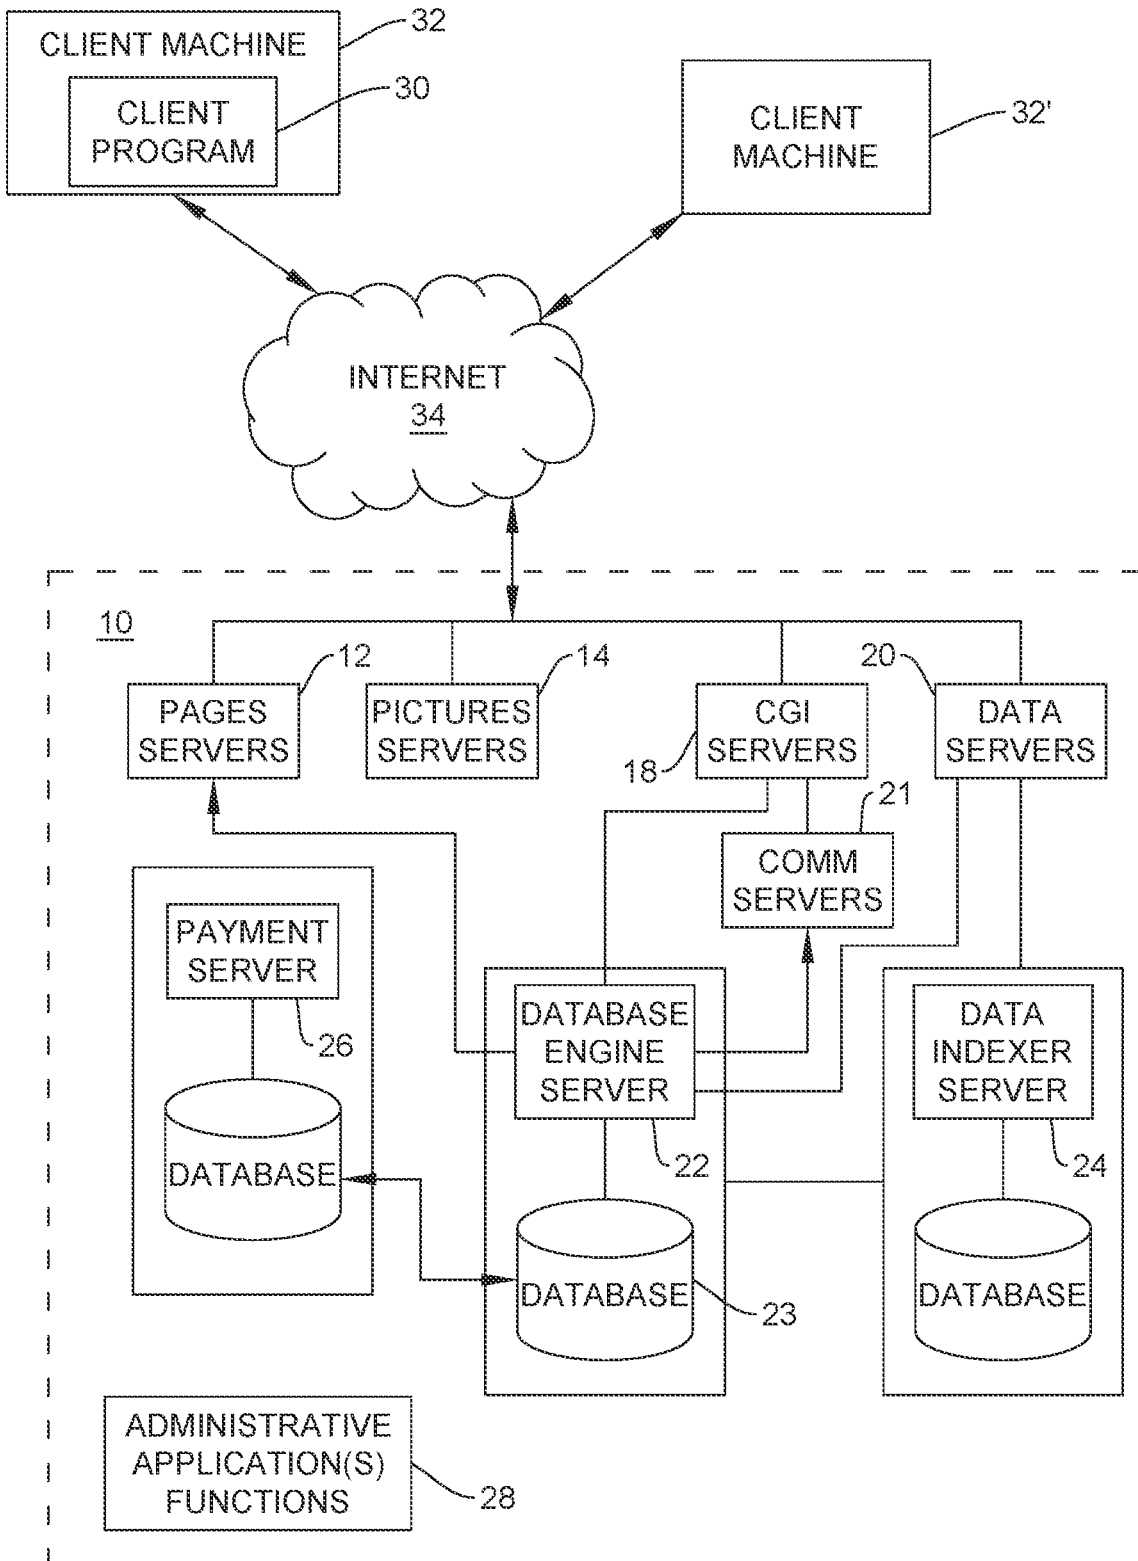 CLIENT MACHINE
32
CLIENT
PROGRAM
30
CLIENT
MACHINE
32'
INTERNET
34
10
12
14
20
PAGES
SERVERS
PICTURES
SERVERS
CGI
SERVERS
18
DATA
SERVERS
21
COMM
SERVERS
PAYMENT
SERVER
26
DATABASE
DATABASE
ENGINE
SERVER
22
DATABASE
23
DATA
INDEXER
SERVER
24
DATABASE
ADMINISTRATIVE
APPLICATION(S)
FUNCTIONS
28